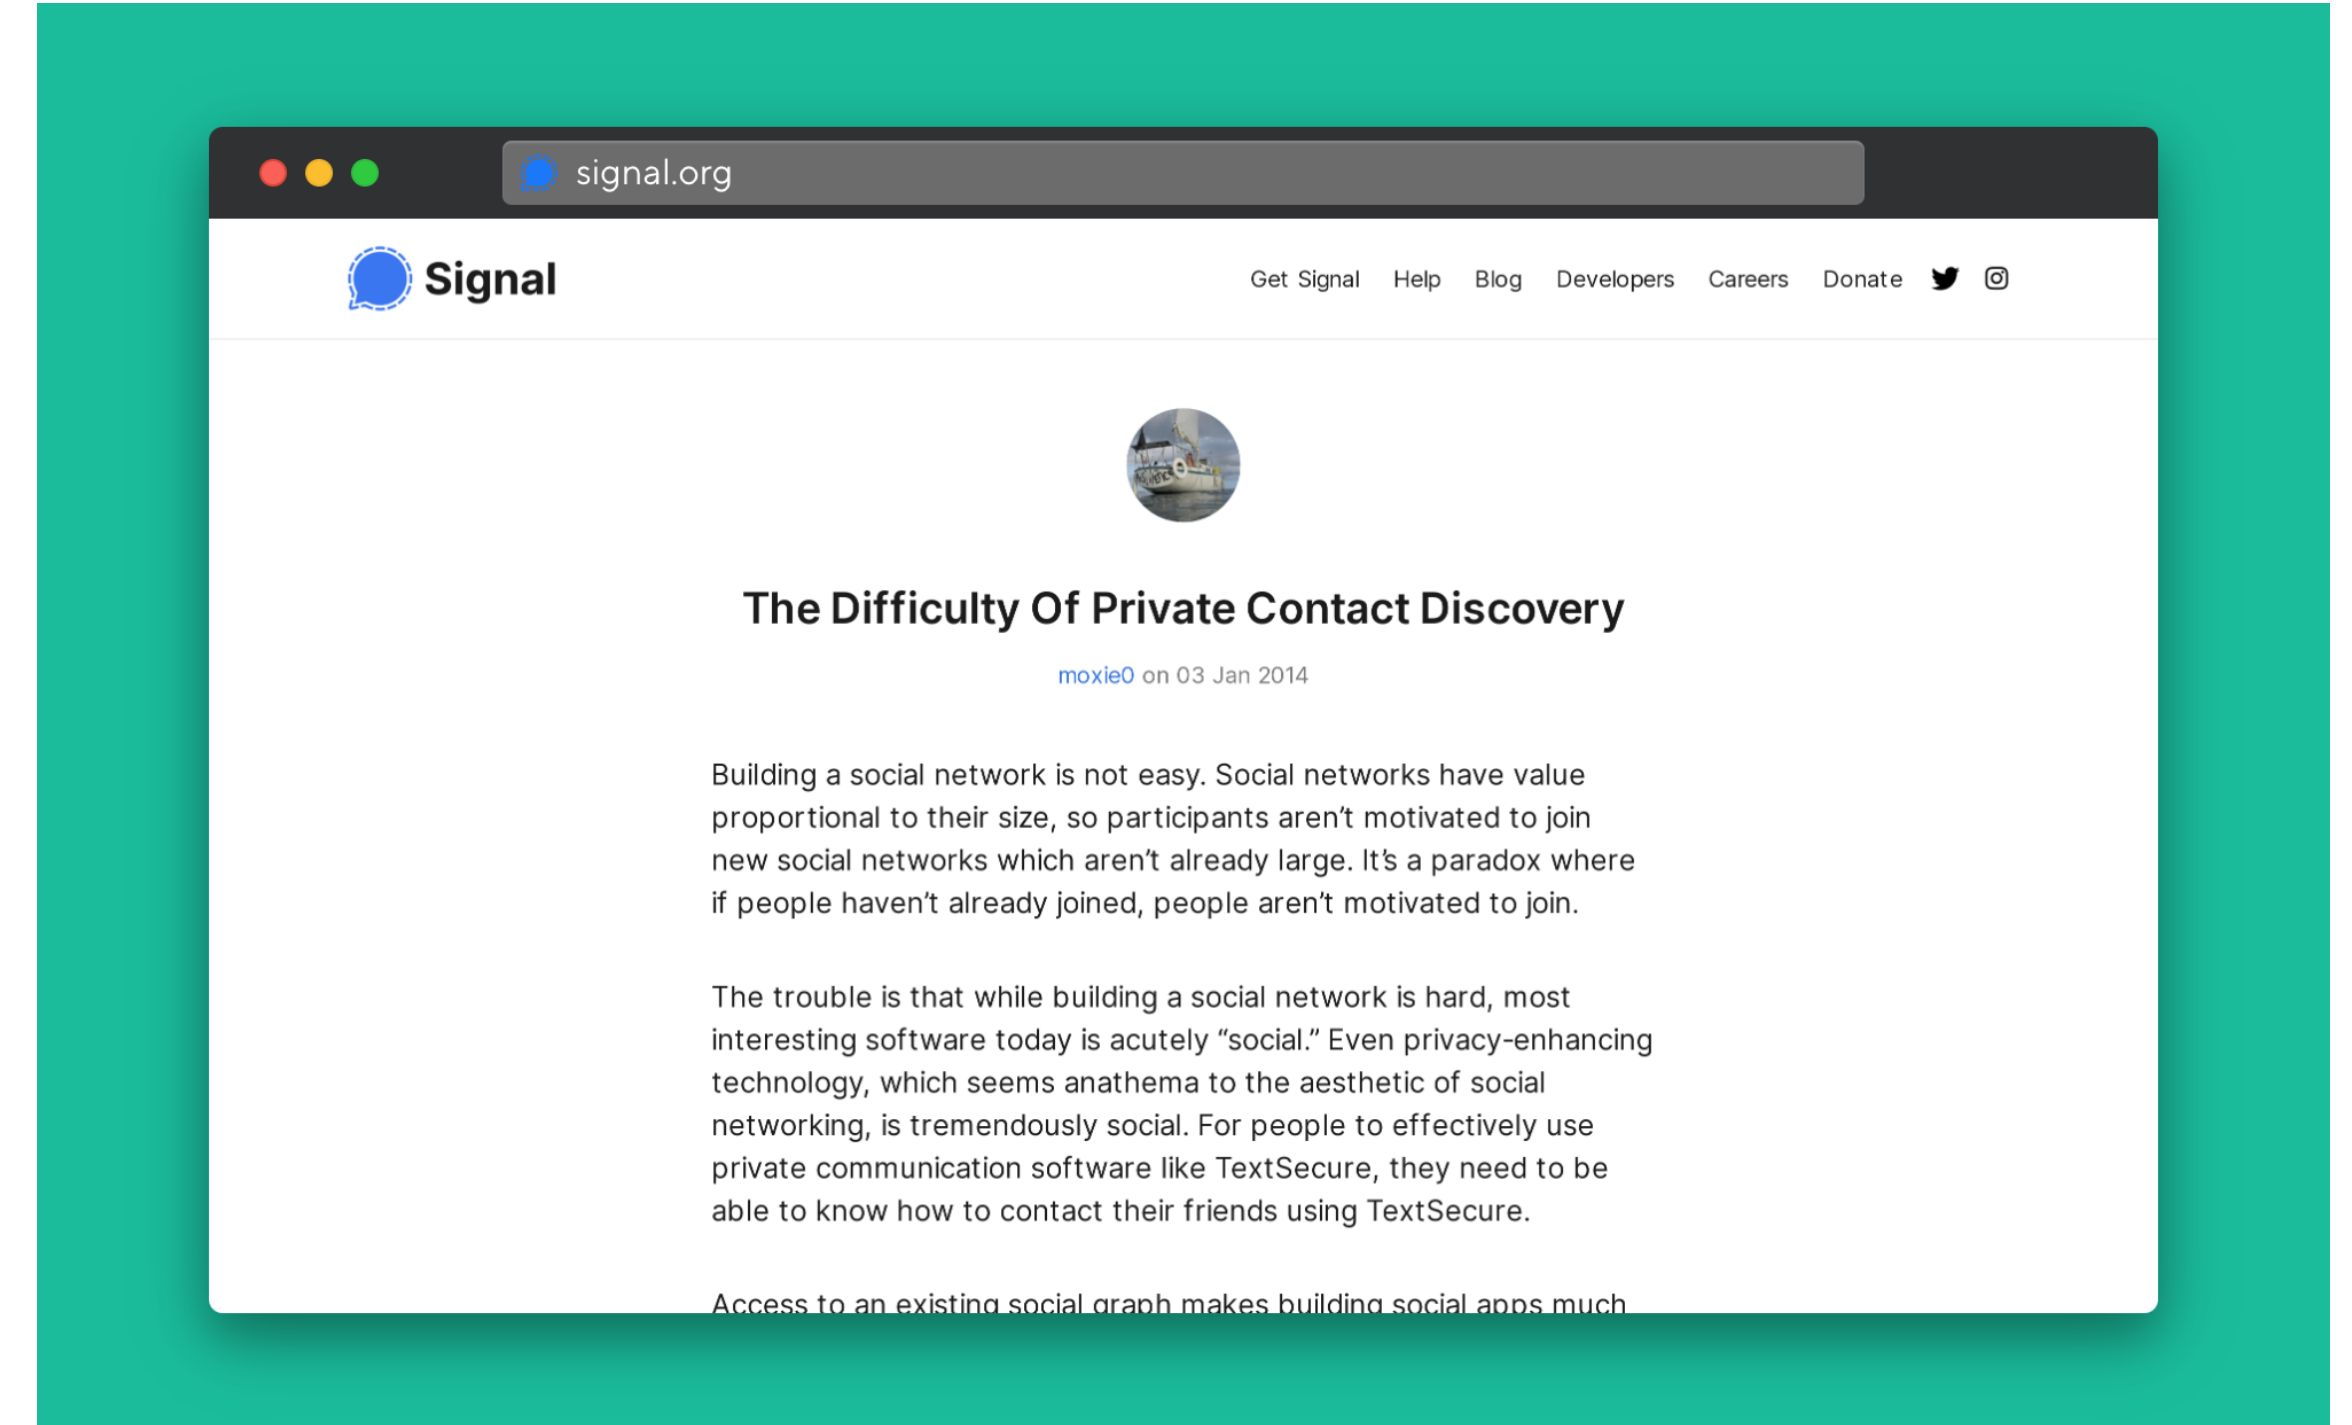 signal.org
Signal
Get Signal Help Blog Developers Careers Donate
The Difficulty Of Private Contact Discovery
moxie0 on 03 Jan 2014
Building a social network is not easy. Social networks have value
proportional to their size, so participants aren’t motivated to join
new social networks which aren’t already large. It’s a paradox where
if people haven’t already joined, people aren’t motivated to join.
The trouble is that while building a social network is hard, most
interesting software today is acutely “social.” Even privacy-enhancing
technology, which seems anathema to the aesthetic of social
networking, is tremendously social. For people to effectively use
private communication software like TextSecure, they need to be
able to know how to contact their friends using TextSecure.
Access to an existing social graph makes building social apps much